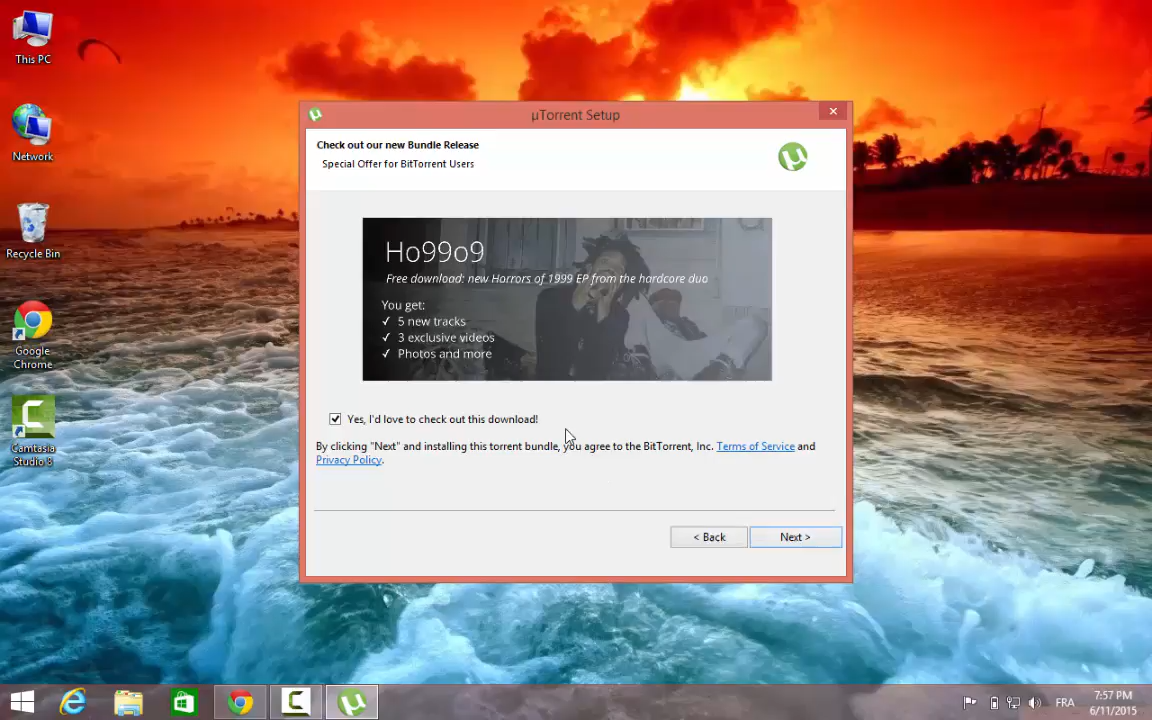 This PC
Network
Recycle Bin
Google
Chrome
Camtasia
Studio 8
µTorrent Setup
Check out our new Bundle Release
Special Offer for BitTorrent Users
Ho99o9
Free download: new Horrors of 1999 EP from the hardcore duo
You get:
✓ 5 new tracks
✓ 3 exclusive videos
✓ Photos and more
Yes, I'd love to check out this download!
By clicking "Next" and installing this torrent bundle, you agree to the BitTorrent, Inc. Terms of Service and
Privacy Policy.
< Back
Next >
FRA
7:57 PM
6/11/2015